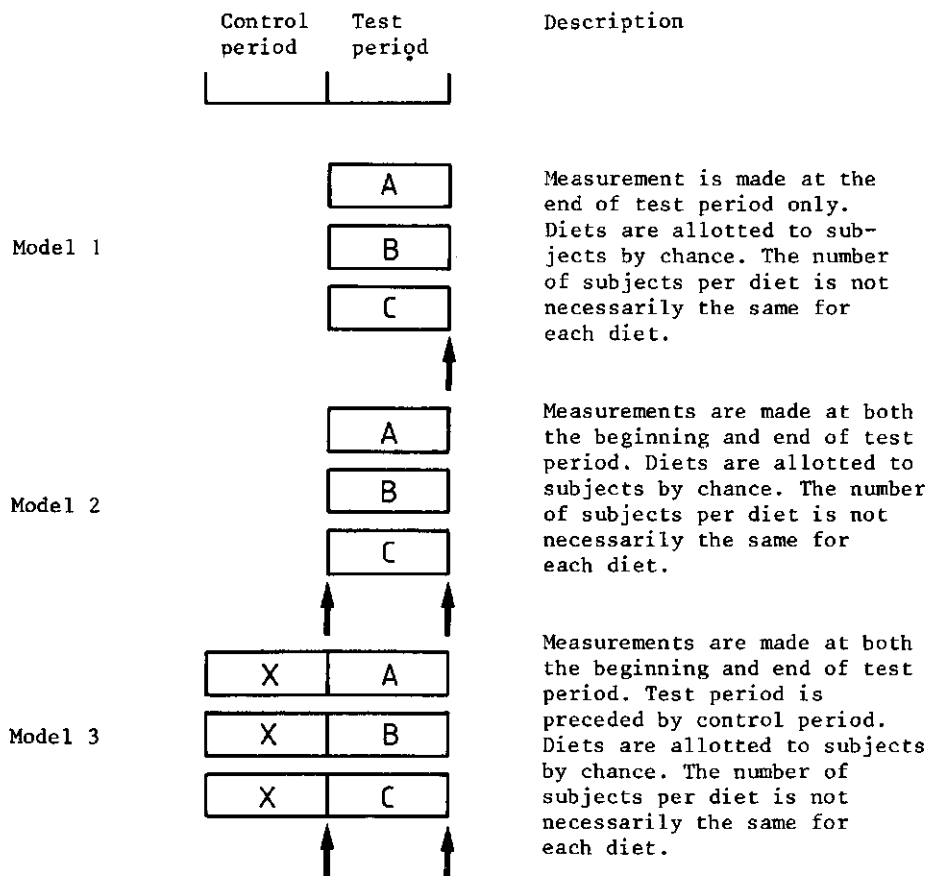 Control Test Description
period period
A
B
C
Model 1
Measurement is made at the
end of test period only.
Diets are allotted to sub-
jects by chance. The number
of subjects per diet is not
necessarily the same for
each diet.
A
B
C
Model 2
Measurements are made at both
the beginning and end of test
period. Diets are allotted to
subjects by chance. The number
of subjects per diet is not
necessarily the same for
each diet.
X A
X B
X C
Model 3
Measurements are made at both
the beginning and end of test
period. Test period is
preceded by control period.
Diets are allotted to subjects
by chance. The number of
subjects per diet is not
necessarily the same for
each diet.